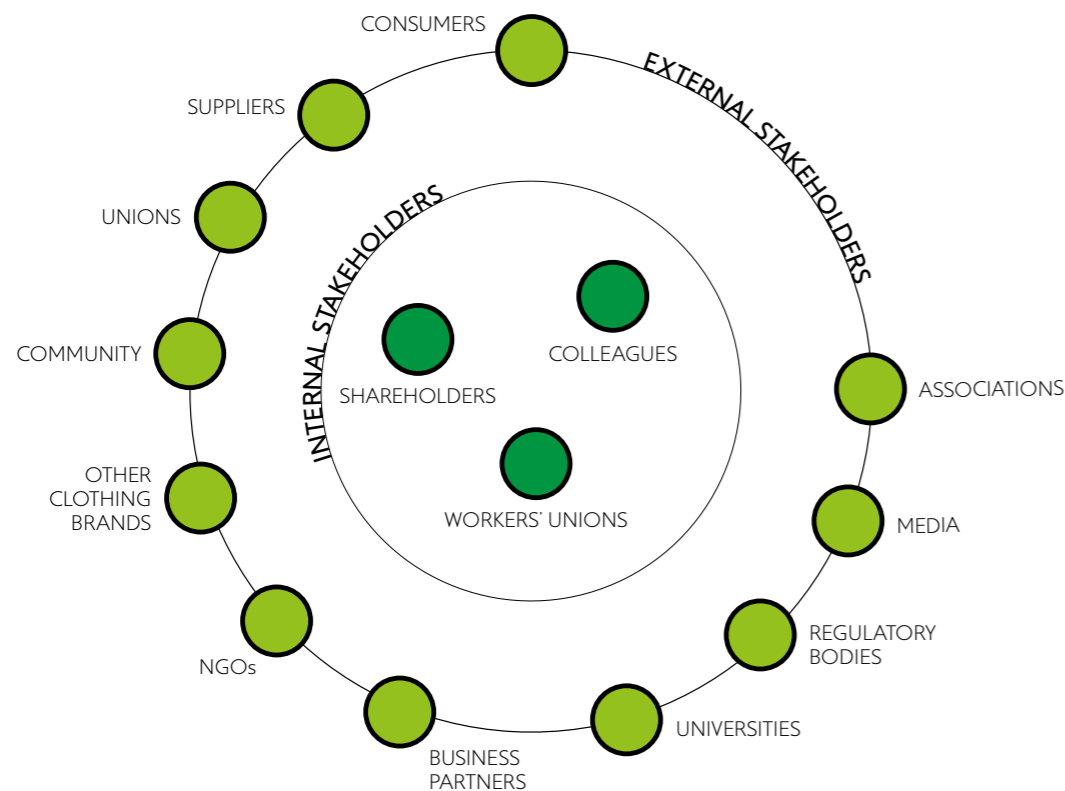 CONSUMERS
EXTERNAL STAKEHOLDERS
SUPPLIERS
UNIONS
INTERNAL STAKEHOLDERS
COMMUNITY
COLLEAGUES
SHAREHOLDERS
ASSOCIATIONS
OTHER
CLOTHING
BRANDS
WORKERS’ UNIONS
MEDIA
NGOs
REGULATORY
BODIES
UNIVERSITIES
BUSINESS
PARTNERS